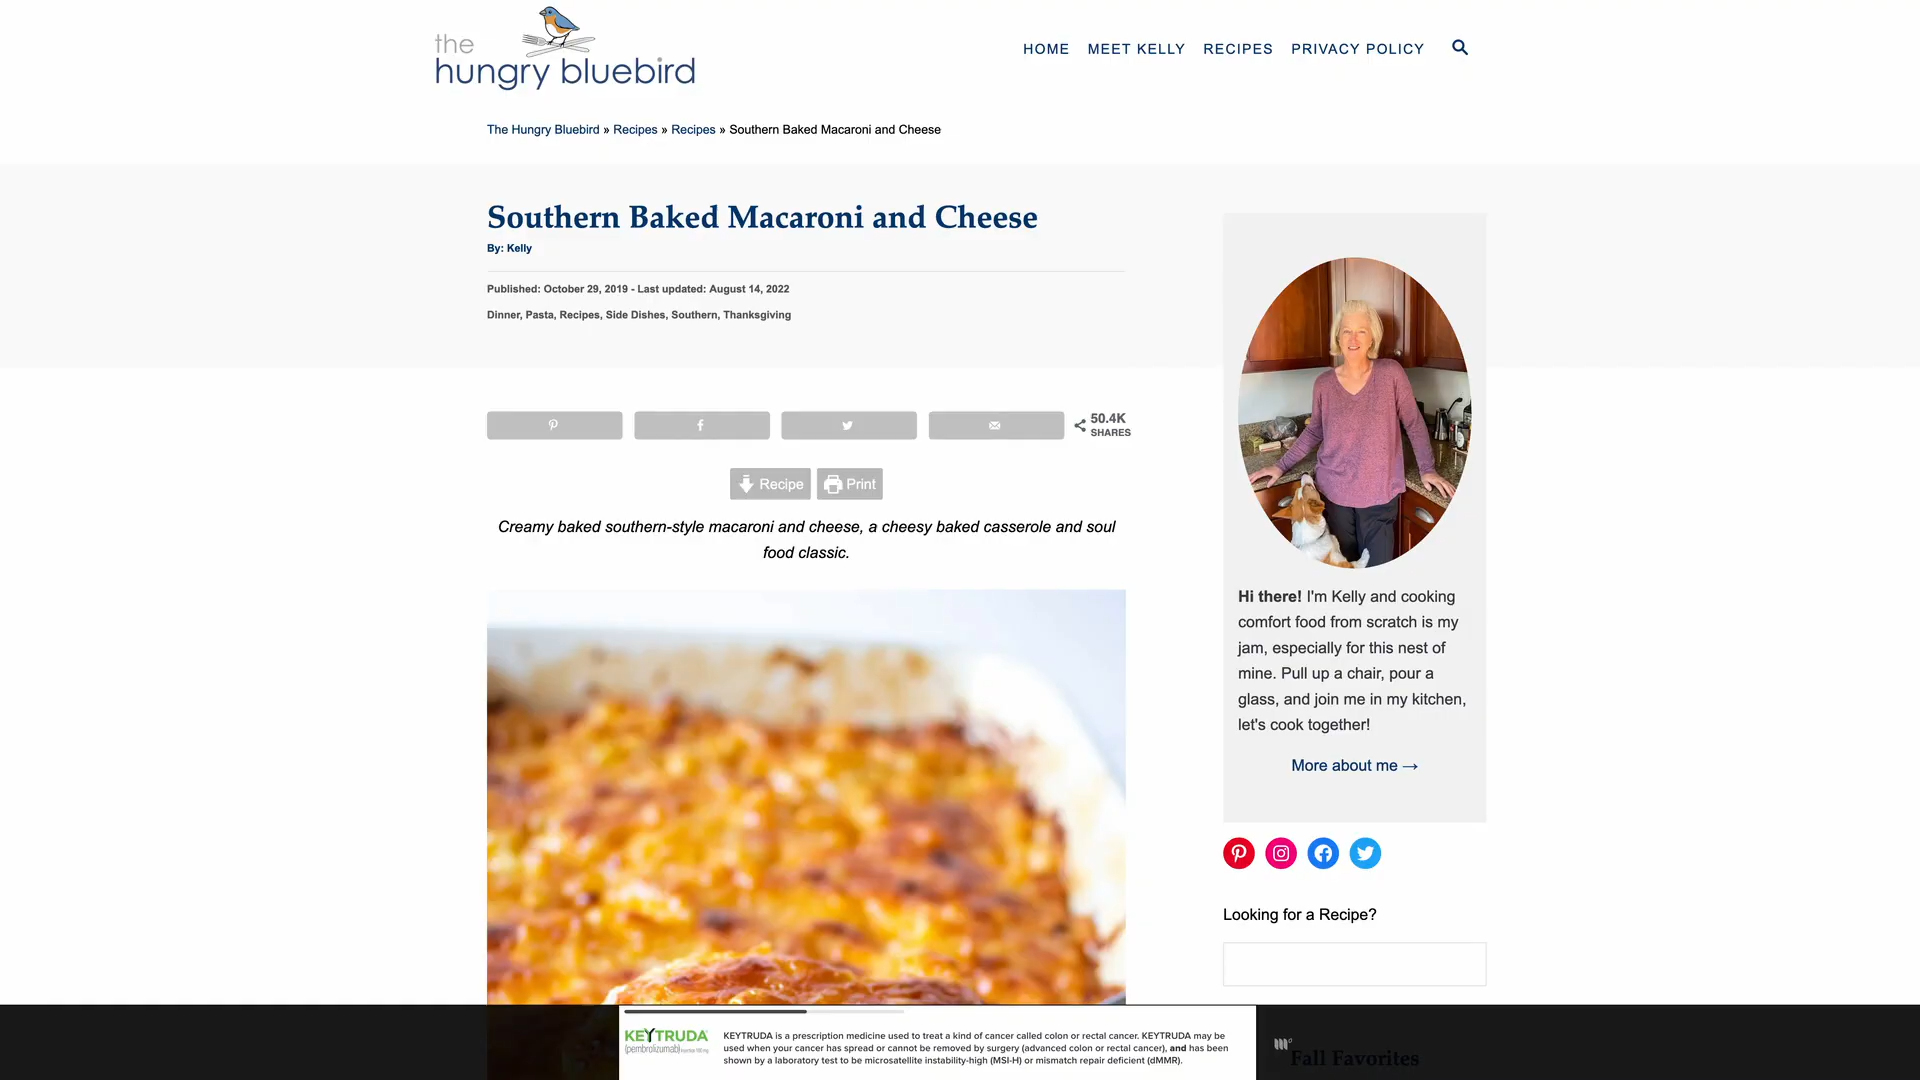 the
hungry bluebird
HOME MEET KELLY RECIPES PRIVACY POLICY
The Hungry Bluebird » Recipes » Recipes » Southern Baked Macaroni and Cheese
Southern Baked Macaroni and Cheese
By: Kelly
Published: October 29, 2019 - Last updated: August 14, 2022
Dinner, Pasta, Recipes, Side Dishes, Southern, Thanksgiving
50.4K
SHARES
Recipe Print
Creamy baked southern-style macaroni and cheese, a cheesy baked casserole and soul
food classic.
Hi there! I'm Kelly and cooking
comfort food from scratch is my
jam, especially for this nest of
mine. Pull up a chair, pour a
glass, and join me in my kitchen,
let's cook together!
More about me →
Looking for a Recipe?
Fall Favorites
KEYTRUDA
(pembrolizumab)
KEYTRUDA is a prescription medicine used to treat a kind of cancer called colon or rectal cancer. KEYTRUDA may be
used when your cancer has spread or cannot be removed by surgery (advanced colon or rectal cancer), and has been
shown by a laboratory test to be microsatellite instability-high (MSI-H) or mismatch repair deficient (dMMR).